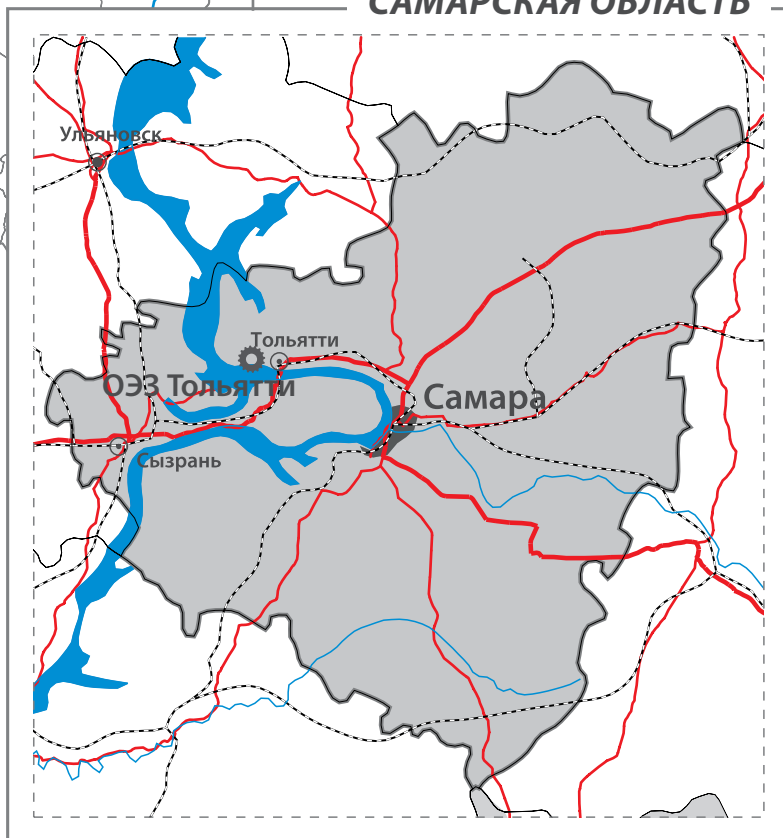 САМАРСКАЯ ОБЛАСТЬ
Ульяновск
Тольятти
ОЭЗ Тольятти
Самара
Сызрань